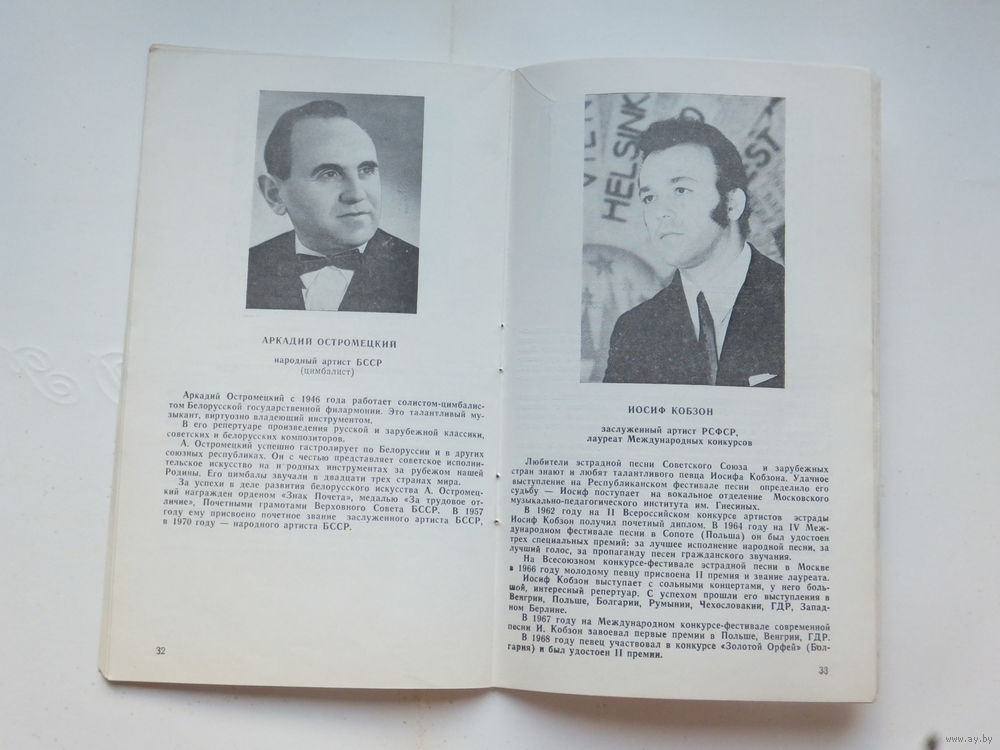 АРКАДИЙ ОСТРОМЕЦКИЙ
народный артист БССР
(цимбалист)
Аркадий Остромецкий с 1946 года работает солистом-цимбалис-
том Белорусской государственной филармонии. Это талантливый му-
зыкант, виртуозно владеющий инструментом.
В его репертуаре произведения русской и зарубежной классики,
советских и белорусских композиторов.
А. Остромецкий успешно гастролирует по Белоруссии и в других
союзных республиках. Он с честью представляет советское исполни-
тельское искусство на н родных инструментах за рубежом нашей
Родины. Его цимбалы звучали в двадцати трех странах мира.
За успехи в деле развития белорусского искусства А. Остромец-
кий награжден орденом «Знак Почета», медалью «За трудовое от-
личие», Почетными грамотами Верховного Совета БССР. В 1957
году ему присвоено почетное звание заслуженного артиста БССР,
в 1970 году — народного артиста БССР.
32
HELSINK
EST
ИОСИФ КОБЗОН
заслуженный артист РСФСР,
лауреат Международных конкурсов
Любители эстрадной песни Советского Союза и зарубежных
стран знают и любят талантливого певца Иосифа Кобзона. Удачное
выступление на Республиканском фестивале песни определило его
судьбу — Иосиф поступает на вокальное отделение Московского
музыкально-педагогического института им. Гнесиных.
В 1962 году на II Всероссийском конкурсе артистов эстрады
Иосиф Кобзон получил почетный диплом. В 1964 году на IV Меж-
дународном фестивале песни в Сопоте (Польша) он был удостоен
трех специальных премий: за лучшее исполнение народной песни, за
лучший голос, за пропаганду песен гражданского звучания.
На Всесоюзном конкурсе-фестивале эстрадной песни в Москве
в 1966 году молодому певцу присвоена II премия и звание лауреата.
Иосиф Кобзон выступает с сольными концертами, у него боль-
шой, интересный репертуар. С успехом прошли его выступления в
Венгрии, Польше, Болгарии, Румынии, Чехословакии, ГДР, Запад-
ном Берлине.
В 1967 году на Международном конкурсе-фестивале современной
песни И. Кобзон завоевал первые премии в Польше, Венгрии, ГДР.
В 1968 году певец участвовал в конкурсе «Золотой Орфей» (Бол-
гария) и был удостоен II премии.
33
www.ay.by